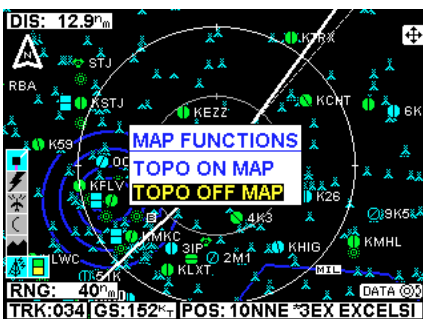 DIS: 12.9nm
KTRX
STJ
RBA
KSTJ
KEZZ
KCHT
6K
K59
MAP FUNCTIONS
TOPO ON MAP
TOPO OFF MAP
KFLV
K26
B
4K3
9K5
MKC
3IP
2M1
KHIG
KMHL
LWC
KLXT
51K
MIL
RNG: 40nm
DATA
TRK:034 GS:152KT POS: 10NNE *3EX EXCELSI